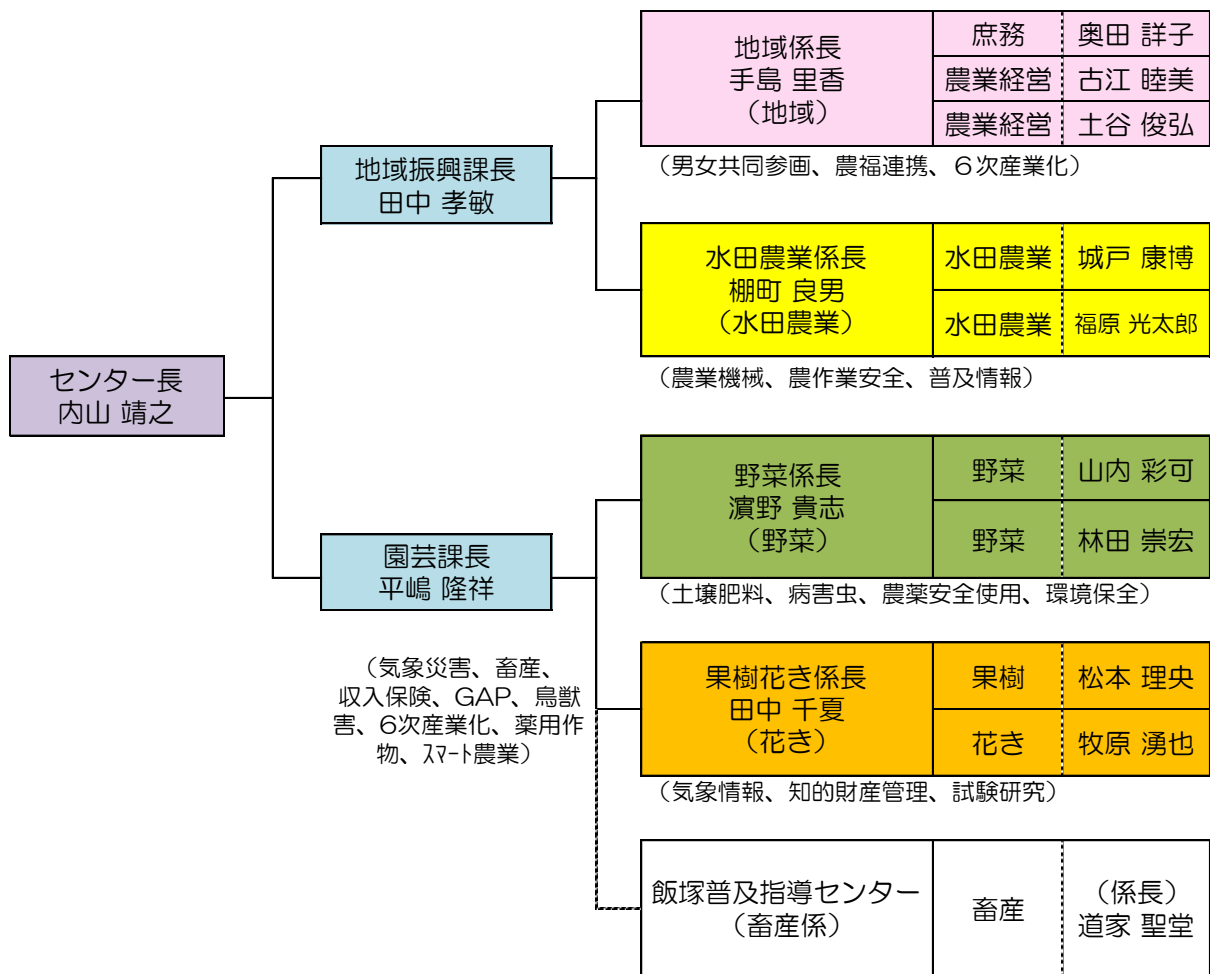 センター長
内山 靖之
地域振興課長
田中 孝敏
地域係長
手島 里香
（地域）
庶務 奥田 詳子
農業経営 古江 睦美
農業経営 土谷 俊弘
（男女共同参画、農福連携、６次産業化）
水田農業係長
棚町 良男
（水田農業）
水田農業 城戸 康博
水田農業 福原 光太郎
（農業機械、農作業安全、普及情報）
園芸課長
平嶋 隆祥
（気象災害、畜産、
収入保険、GAP、鳥獣
害、6次産業化、薬用作
物、ｽﾏｰﾄ農業）
野菜係長
濵野 貴志
（野菜）
野菜 山内 彩可
野菜 林田 崇宏
（土壌肥料、病害虫、農薬安全使用、環境保全）
果樹花き係長
田中 千夏
（花き）
果樹 松本 理央
花き 牧原 湧也
（気象情報、知的財産管理、試験研究）
飯塚普及指導センター
（畜産係）
畜産
（係長）
道家 聖堂